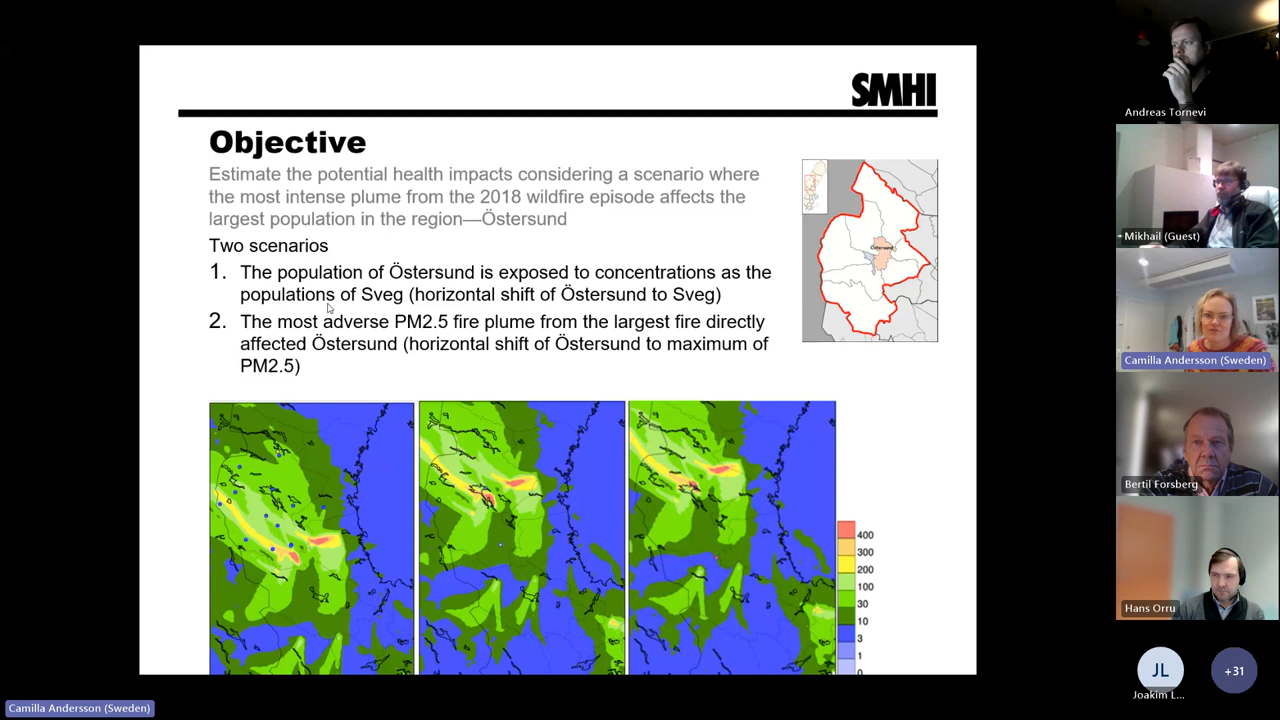 SMHI
Objective
Estimate the potential health impacts considering a scenario where
the most intense plume from the 2018 wildfire episode affects the
largest population in the region—Östersund
Two scenarios
1. The population of Östersund is exposed to concentrations as the
populations of Sveg (horizontal shift of Östersund to Sveg)
2. The most adverse PM2.5 fire plume from the largest fire directly
affected Östersund (horizontal shift of Östersund to maximum of
PM2.5)
Östersund
400
300
200
100
30
10
3
1
0
Andreas Tornevi
Mikhail (Guest)
Camilla Andersson (Sweden)
Bertil Forsberg
Hans Orru
JL
Joakim L...
+31
Camilla Andersson (Sweden)